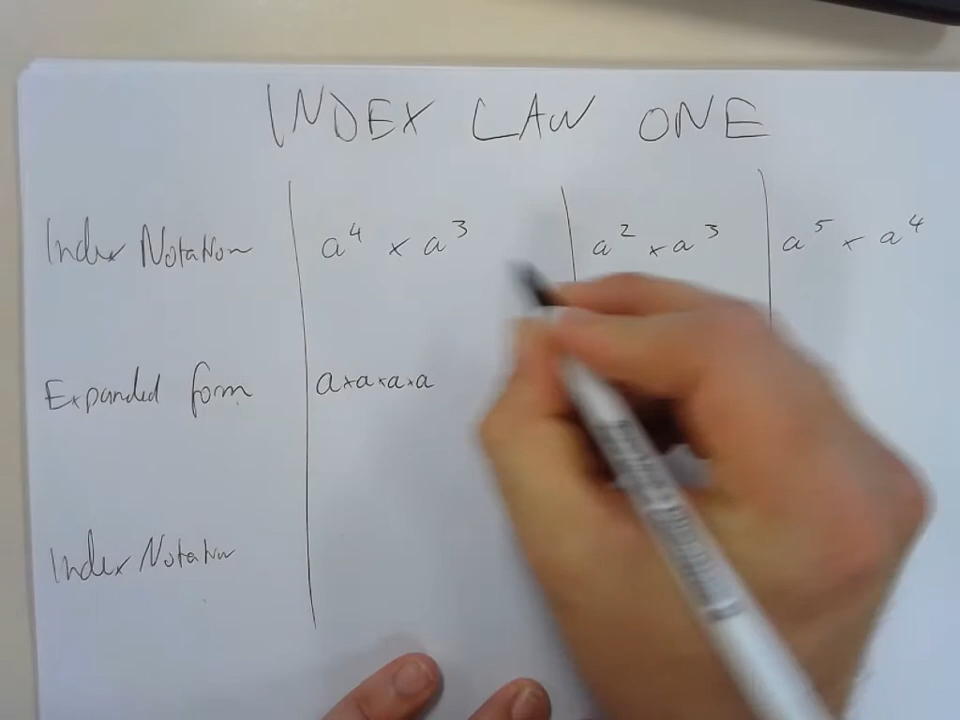 INDEX LAW ONE
Index Notation a⁴ × a³ a² × a³ a⁵ × a⁴
Expanded form a×a×a×a
Index Notation